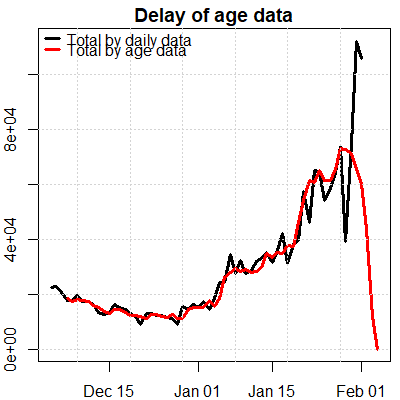 Delay of age data
Total by daily data
Total by age data
8e+04
4e+04
0e+00
Dec 15 Jan 01 Jan 15 Feb 01